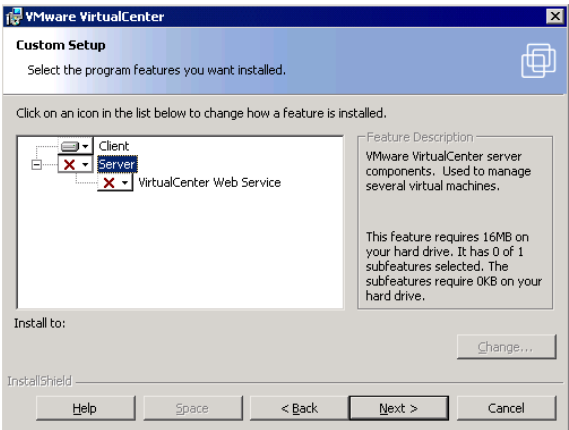 VMware VirtualCenter
Custom Setup
Select the program features you want installed.
Click on an icon in the list below to change how a feature is installed.
Client
Server
VirtualCenter Web Service
Feature Description
VMware VirtualCenter server
components. Used to manage
several virtual machines.
This feature requires 16MB on
your hard drive. It has 0 of 1
subfeatures selected. The
subfeatures require 0KB on your
hard drive.
Install to:
Change...
InstallShield
Help
Space
< Back
Next >
Cancel